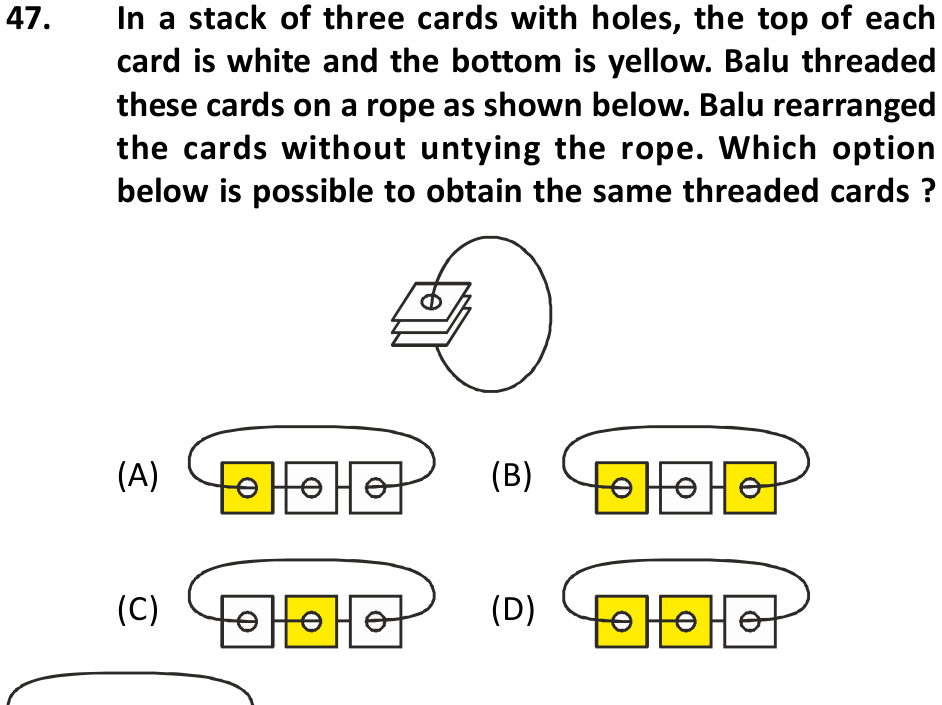 47. In a stack of three cards with holes, the top of each
card is white and the bottom is yellow. Balu threaded
these cards on a rope as shown below. Balu rearranged
the cards without untying the rope. Which option
below is possible to obtain the same threaded cards ?
(A) (B)
(C) (D)